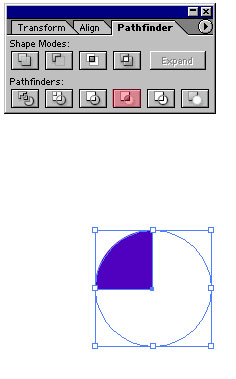 Transform Align Pathfinder
Shape Modes:
Expand
Pathfinders: